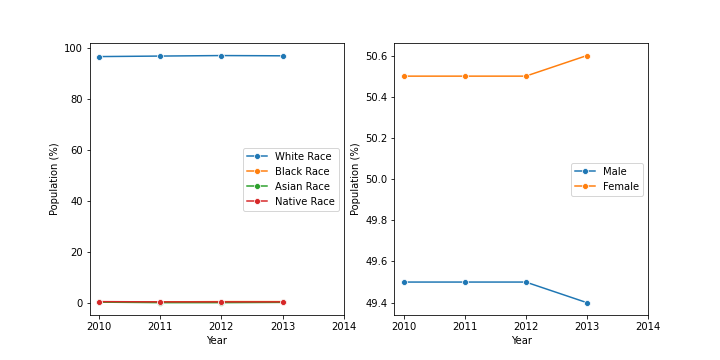 100
80
60
40
20
0
Population (%)
2010 2011 2012 2013 2014
Year
White Race
Black Race
Asian Race
Native Race
50.6
50.4
50.2
50.0
49.8
49.6
49.4
Population (%)
2010 2011 2012 2013 2014
Year
Male
Female